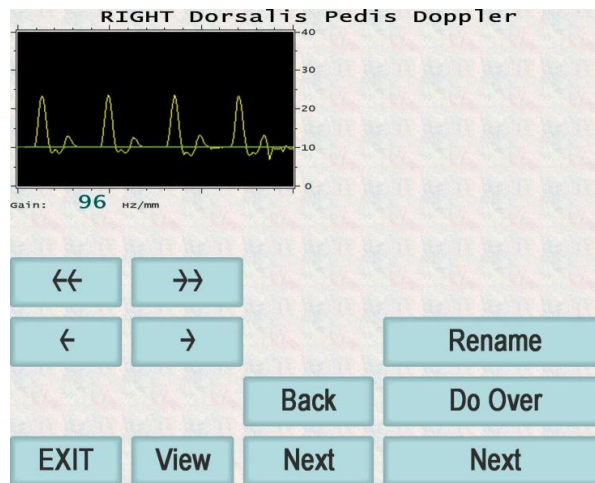 RIGHT Dorsalis Pedis Doppler
40
30
20
10
0
Gain: 96 Hz/mm
<< >>
< > Rename
Back Do Over
EXIT View Next Next